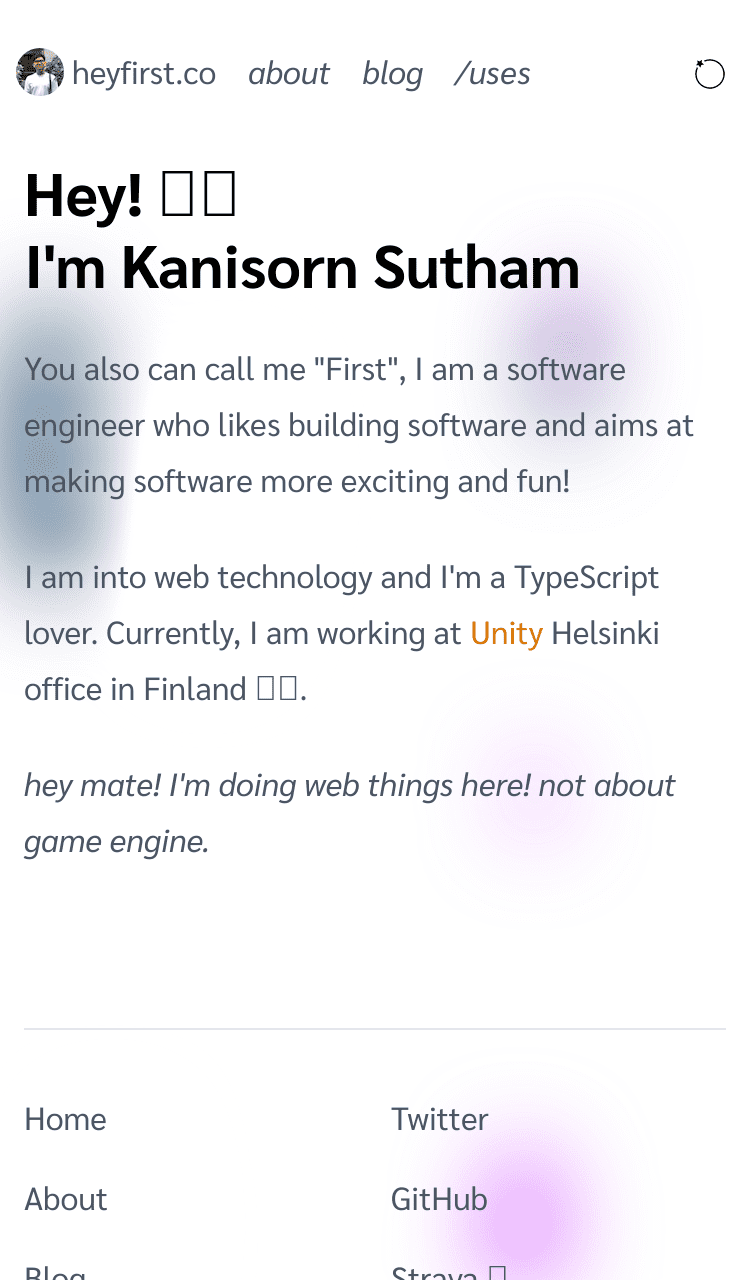 heyfirst.co about blog /uses
Hey!
I'm Kanisorn Sutham
You also can call me "First", I am a software
engineer who likes building software and aims at
making software more exciting and fun!
I am into web technology and I'm a TypeScript
lover. Currently, I am working at Unity Helsinki
office in Finland .
hey mate! I'm doing web things here! not about
game engine.
Home
Twitter
About
GitHub
Blog
Strava